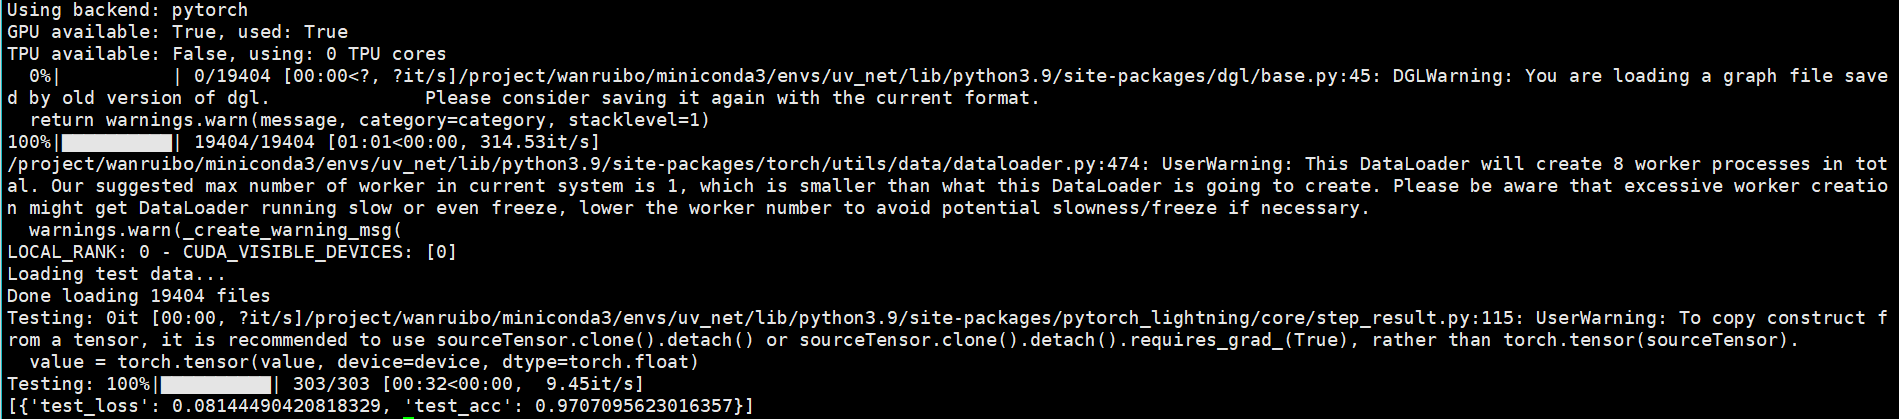 Using backend: pytorch
GPU available: True, used: True
TPU available: False, using: 0 TPU cores
  0%|          | 0/19404 [00:00<?, ?it/s]/project/wanruibo/miniconda3/envs/uv_net/lib/python3.9/site-packages/dgl/base.py:45: DGLWarning: You are loading a graph file save
d by old version of dgl.              Please consider saving it again with the current format.
  return warnings.warn(message, category=category, stacklevel=1)
100%|██████████| 19404/19404 [01:01<00:00, 314.53it/s]
/project/wanruibo/miniconda3/envs/uv_net/lib/python3.9/site-packages/torch/utils/data/dataloader.py:474: UserWarning: This DataLoader will create 8 worker processes in tot
al. Our suggested max number of worker in current system is 1, which is smaller than what this DataLoader is going to create. Please be aware that excessive worker creatio
n might get DataLoader running slow or even freeze, lower the worker number to avoid potential slowness/freeze if necessary.
  warnings.warn(_create_warning_msg(
LOCAL_RANK: 0 - CUDA_VISIBLE_DEVICES: [0]
Loading test data...
Done loading 19404 files
Testing: 0it [00:00, ?it/s]/project/wanruibo/miniconda3/envs/uv_net/lib/python3.9/site-packages/pytorch_lightning/core/step_result.py:115: UserWarning: To copy construct f
rom a tensor, it is recommended to use sourceTensor.clone().detach() or sourceTensor.clone().detach().requires_grad_(True), rather than torch.tensor(sourceTensor).
  value = torch.tensor(value, device=device, dtype=torch.float)
Testing: 100%|██████████| 303/303 [00:32<00:00,  9.45it/s]
[{'test_loss': 0.08144490420818329, 'test_acc': 0.9707095623016357}]